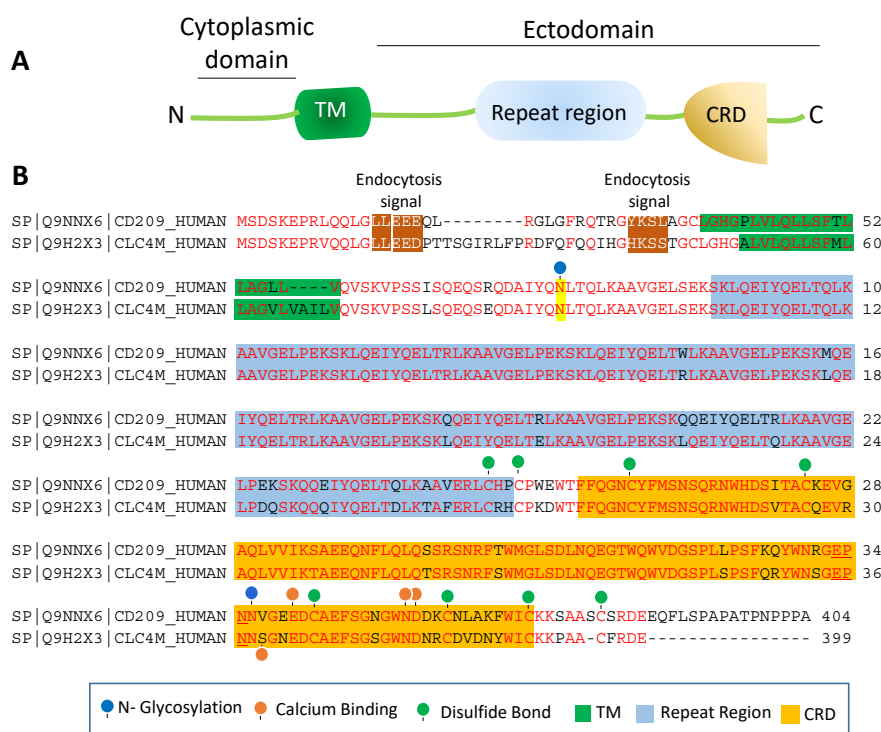 Cytoplasmic domain
Ectodomain
A
N
TM
Repeat region
CRD
C
B
Endocytosis signal
Endocytosis signal
SP|Q9NNX6|CD209_HUMAN MSDSKEPRLQQLGLLEEEQL--------RGLGFRQTRGYKSLAGCLGHGPLVLQLLSFTL 52
SP|Q9H2X3|CLC4M_HUMAN MSDSKEPRVQQLGLLEEDPTTSGIRLFPRDFQFQQIHGHKSSTGCLGHGALVLQLLSFML 60
SP|Q9NNX6|CD209_HUMAN LAGLL----VQVSKVPSSISQEQSRQDAIYQNLTQLKAAVGELSEKSKLQEIYQELTQLK 10
SP|Q9H2X3|CLC4M_HUMAN LAGVLVAILVQVSKVPSSLSQEQSEQDAIYQNLTQLKAAVGELSEKSKLQEIYQELTQLK 12
SP|Q9NNX6|CD209_HUMAN AAVGELPEKSKLQEIYQELTRLKAAVGELPEKSKLQEIYQELTWLKAAVGELPEKSKMQE 16
SP|Q9H2X3|CLC4M_HUMAN AAVGELPEKSKLQEIYQELTRLKAAVGELPEKSKLQEIYQELTRLKAAVGELPEKSKLQE 18
SP|Q9NNX6|CD209_HUMAN IYQELTRLKAAVGELPEKSKQQEIYQELTRLKAAVGELPEKSKQQEIYQELTRLKAAVGE 22
SP|Q9H2X3|CLC4M_HUMAN IYQELTRLKAAVGELPEKSKLQEIYQELTELKAAVGELPEKSKLQEIYQELTQLKAAVGE 24
SP|Q9NNX6|CD209_HUMAN LPEKSKQQEIYQELTQLKAAVERLCHPCPWEWTFFQGNCYFMSNSQRNWHDSITACKEVG 28
SP|Q9H2X3|CLC4M_HUMAN LPDQSKQQQIYQELTDLKTAFERLCRHCPKDWTFFQGNCYFMSNSQRNWHDSVTACQEVR 30
SP|Q9NNX6|CD209_HUMAN AQLVVIKSAEEQNFLQLQSSRSNRFTWMGLSDLNQEGTWQWVDGSPLLPSFKQYWNRGEP 34
SP|Q9H2X3|CLC4M_HUMAN AQLVVIKTAEEQNFLQLQTSRSNRFSWMGLSDLNQEGTWQWVDGSPLSPSFQRYWNSGEP 36
SP|Q9NNX6|CD209_HUMAN NNVGEEDCAEFSGNGWNDDKCNLAKFWICKKSAASCSRDEEQFLSPAPATPNPPPA 404
SP|Q9H2X3|CLC4M_HUMAN NNSGNEDCAEFSGSGWNDNRCDVDNYWICKKPAA-CFRDE---------------- 399
N- Glycosylation Calcium Binding Disulfide Bond TM Repeat Region CRD